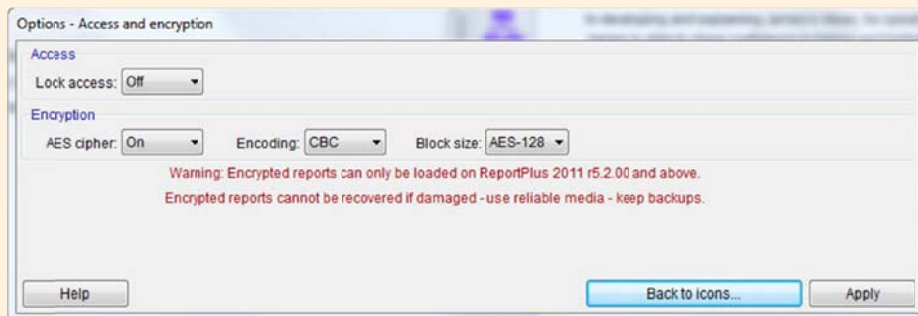 Options - Access and encryption
Access
Lock access: Off
Encryption
AES cipher: On Encoding: CBC Block size: AES-128
Warning: Encrypted reports can only be loaded on ReportPlus 2011 r5.2.00 and above.
Encrypted reports cannot be recovered if damaged - use reliable media - keep backups.
Help Back to icons... Apply